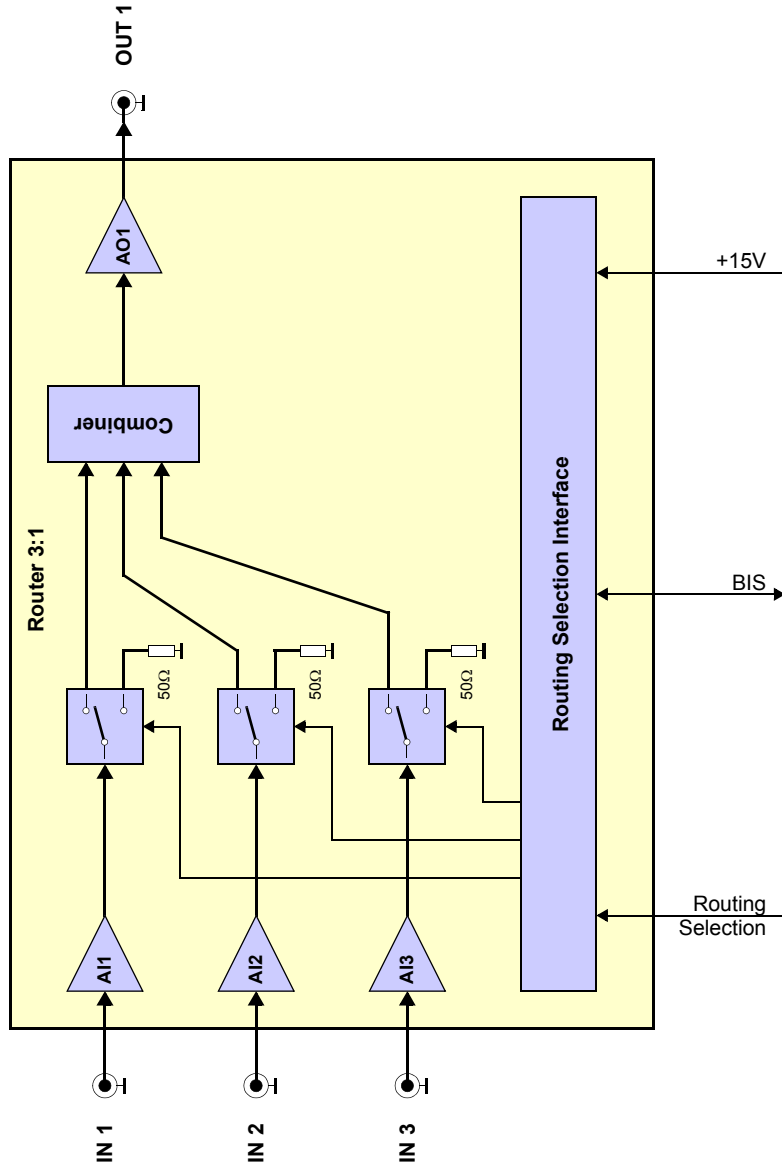 OUT 1
AO1
Combiner
Router 3:1
50Ω
50Ω
50Ω
AI1
AI2
AI3
IN 1
IN 2
IN 3
Routing Selection Interface
+15V
BIS
Routing
Selection